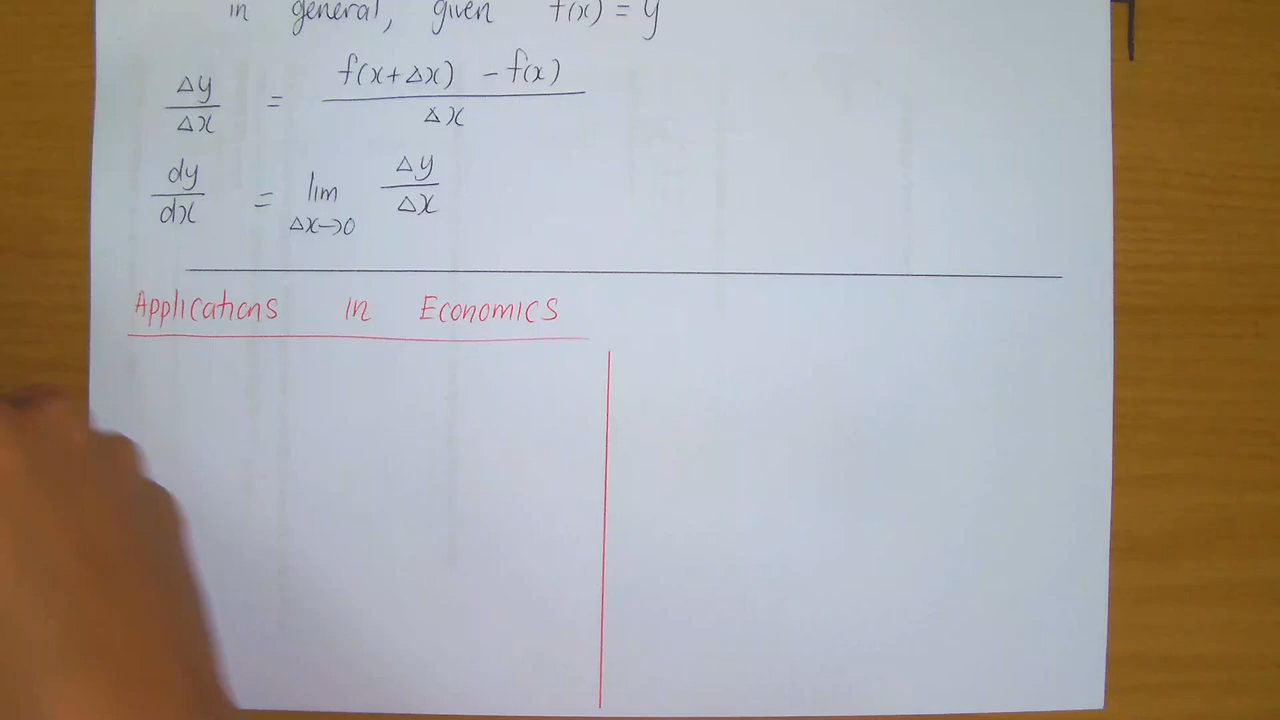 in general, given f(x) = y
Δy/Δx = (f(x+Δx) - f(x))/Δx
dy/dx = lim Δx→0 Δy/Δx
Applications in Economics